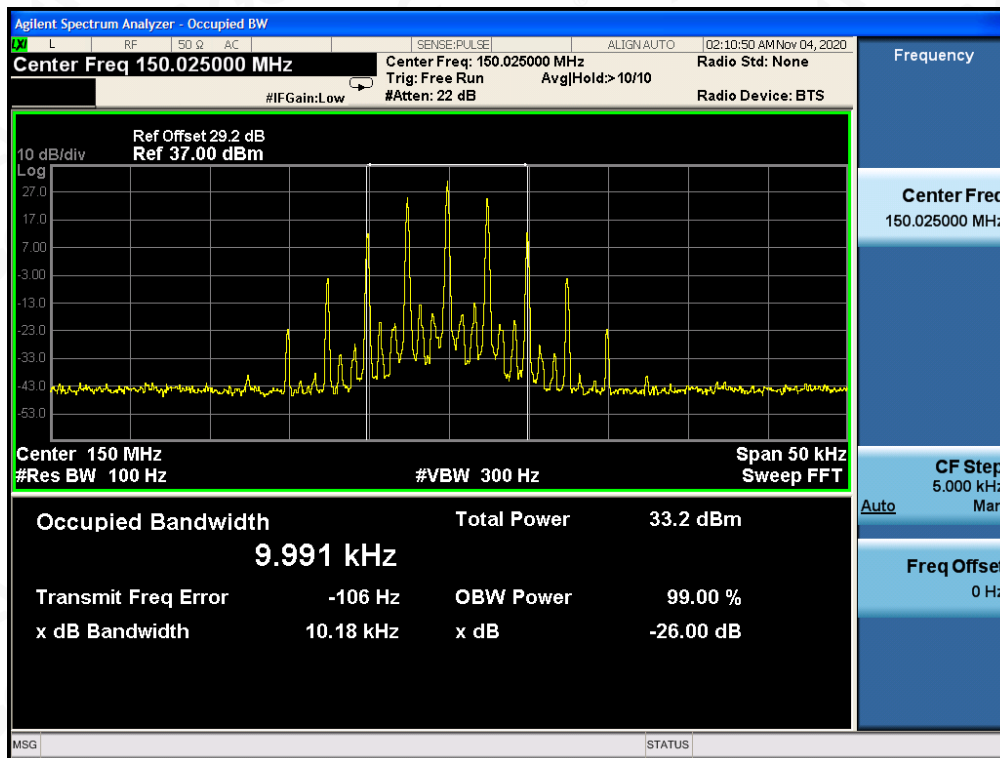 Agilent Spectrum Analyzer - Occupied BW
LXI L RF 50 Ω AC SENSE:PULSE ALIGN AUTO 02:10:50 AM Nov 04, 2020
Center Freq 150.025000 MHz
Center Freq: 150.025000 MHz
Radio Std: None
Trig: Free Run Avg|Hold:> 10/10
#IFGain:Low
#Atten: 22 dB
Radio Device: BTS
Ref Offset 29.2 dB
10 dB/div Ref 37.00 dBm
Log
27.0
17.0
7.00
-3.00
-13.0
-23.0
-33.0
-43.0
-53.0
Center 150 MHz Span 50 kHz
#Res BW 100 Hz #VBW 300 Hz Sweep FFT
Occupied Bandwidth Total Power 33.2 dBm
9.991 kHz
Transmit Freq Error -106 Hz OBW Power 99.00 %
x dB Bandwidth 10.18 kHz x dB -26.00 dB
MSG STATUS
Frequency
Center Freq
150.025000 MHz
CF Step
5.000 kHz
Auto Man
Freq Offset
0 Hz